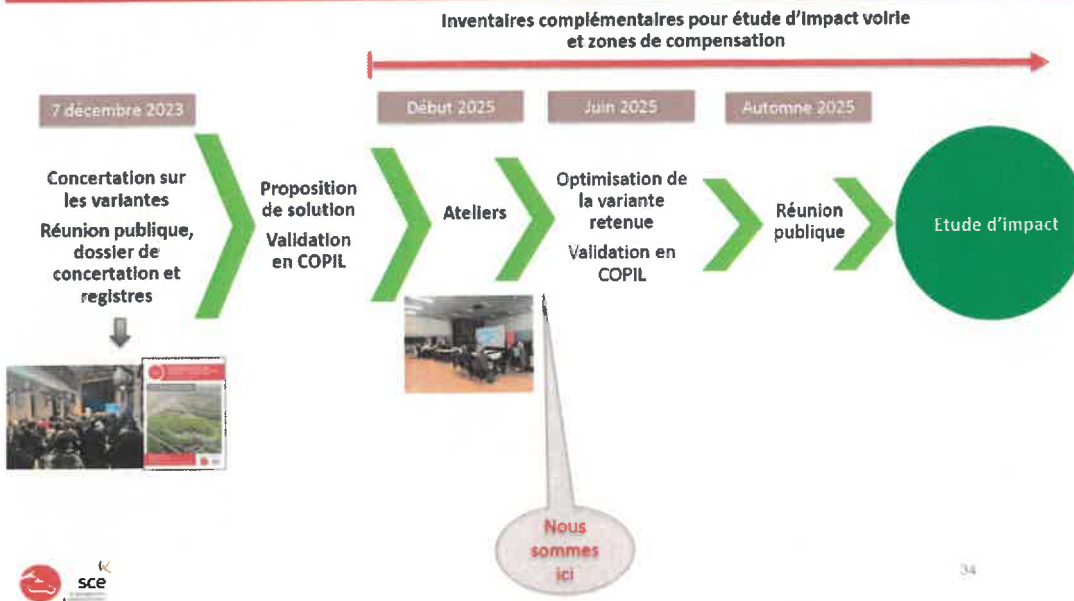 Inventaires complémentaires pour étude d'impact voirie
et zones de compensation
7 décembre 2023
Début 2025
Juin 2025
Automne 2025
Concertation sur
les variantes
Réunion publique,
dossier de
concertation et
registres
Proposition
de solution
Validation
en COPIL
Ateliers
Optimisation de
la variante
retenue
Validation en
COPIL
Réunion
publique
Etude d'impact
Nous
sommes
ici
sce
34